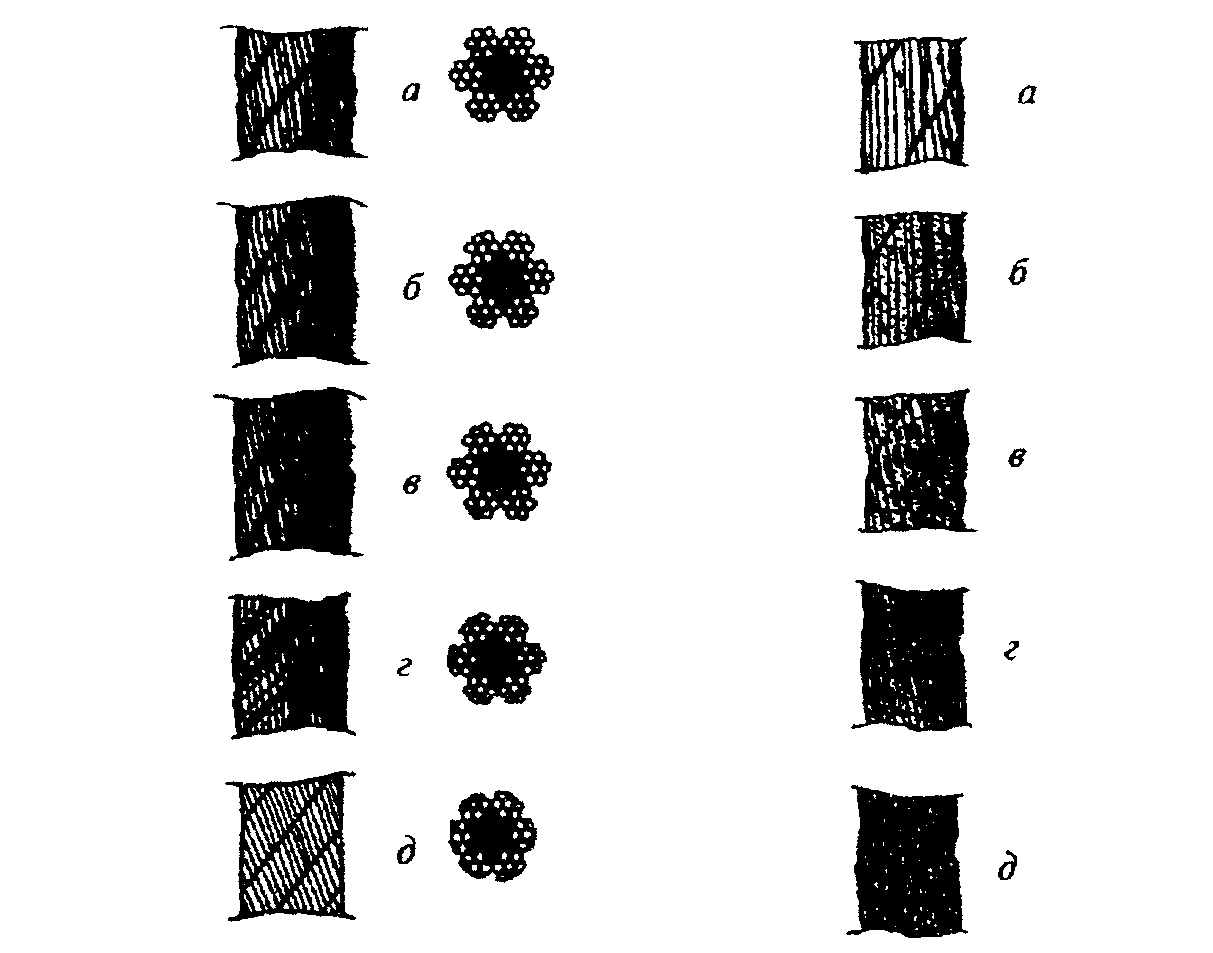 а а
б б
в в
г г
д д